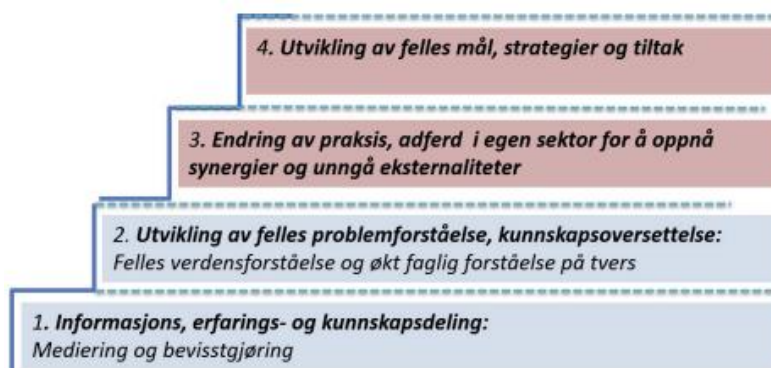 4. Utvikling av felles mål, strategier og tiltak
3. Endring av praksis, adferd i egen sektor for å oppnå
synergier og unngå eksternaliteter
2. Utvikling av felles problemforståelse, kunnskapsoversettelse:
Felles verdensforståelse og økt faglig forståelse på tvers
1. Informasjons, erfarings- og kunnskapsdeling:
Mediering og bevisstgjøring